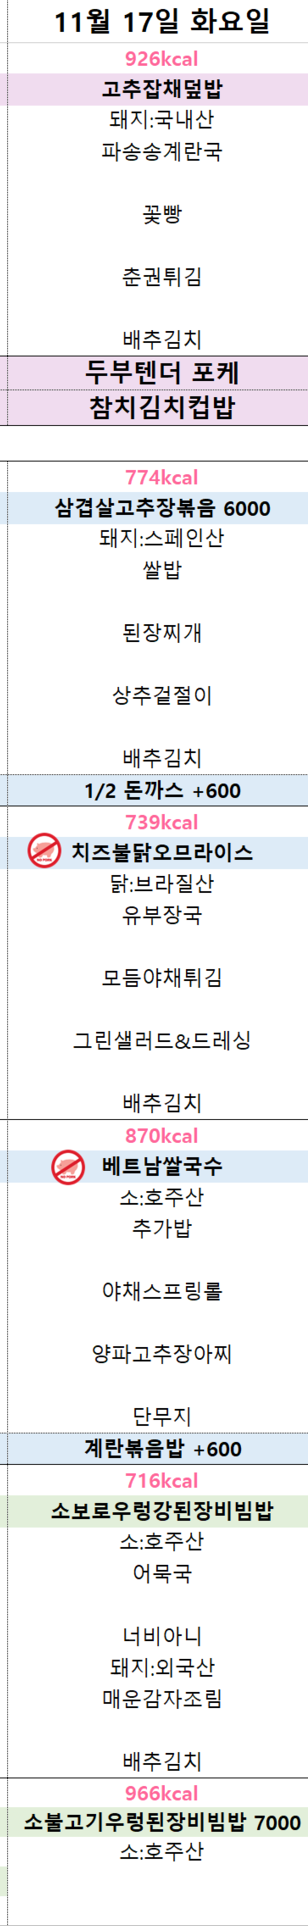 11월 17일 화요일
926kcal
고추잡채덮밥
돼지:국내산
파송송계란국
꽃빵
춘권튀김
배추김치
두부텐더 포케
참치김치컵밥
774kcal
삼겹살고추장볶음 6000
돼지:스페인산
쌀밥
된장찌개
상추겉절이
배추김치
1/2 돈까스 +600
739kcal
치즈불닭오므라이스
닭:브라질산
유부장국
모듬야채튀김
그린샐러드&드레싱
배추김치
870kcal
베트남쌀국수
소:호주산
추가밥
야채스프링롤
양파고추장아찌
단무지
계란볶음밥 +600
716kcal
소보로우렁강된장비빔밥
소:호주산
어묵국
너비아니
돼지:외국산
매운감자조림
배추김치
966kcal
소불고기우렁된장비빔밥 7000
소:호주산